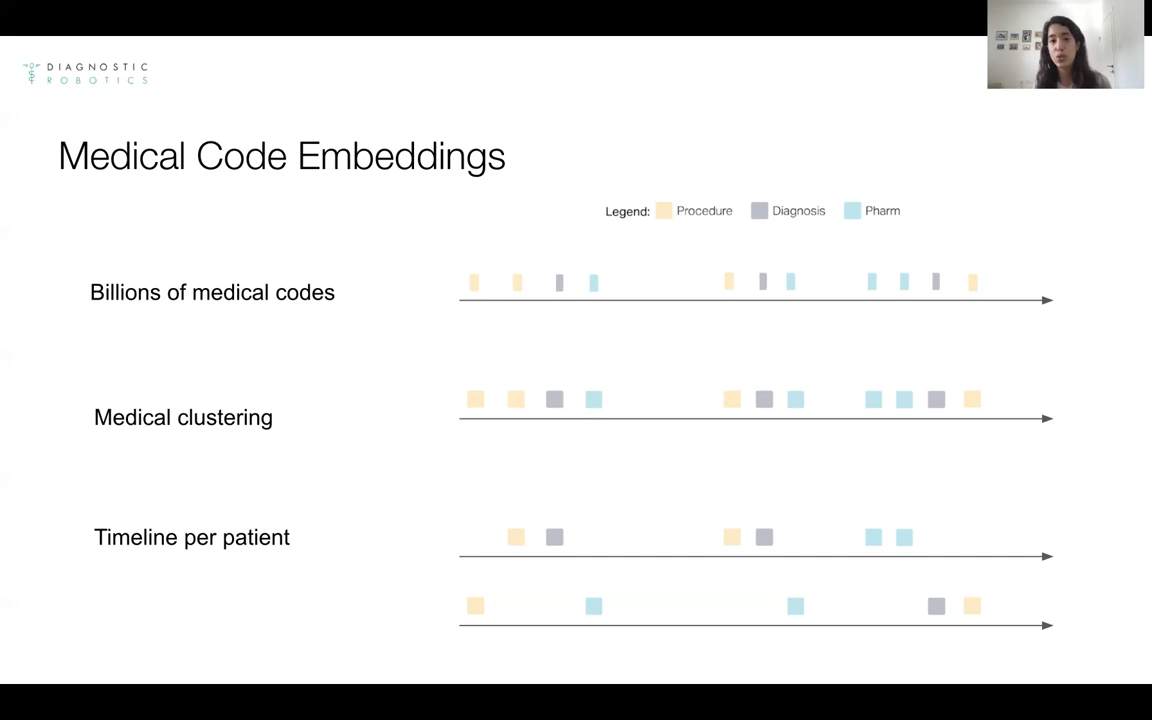 DIAGNOSTIC
ROBOTICS
Medical Code Embeddings
Legend: Procedure Diagnosis Pharm
Billions of medical codes
Medical clustering
Timeline per patient